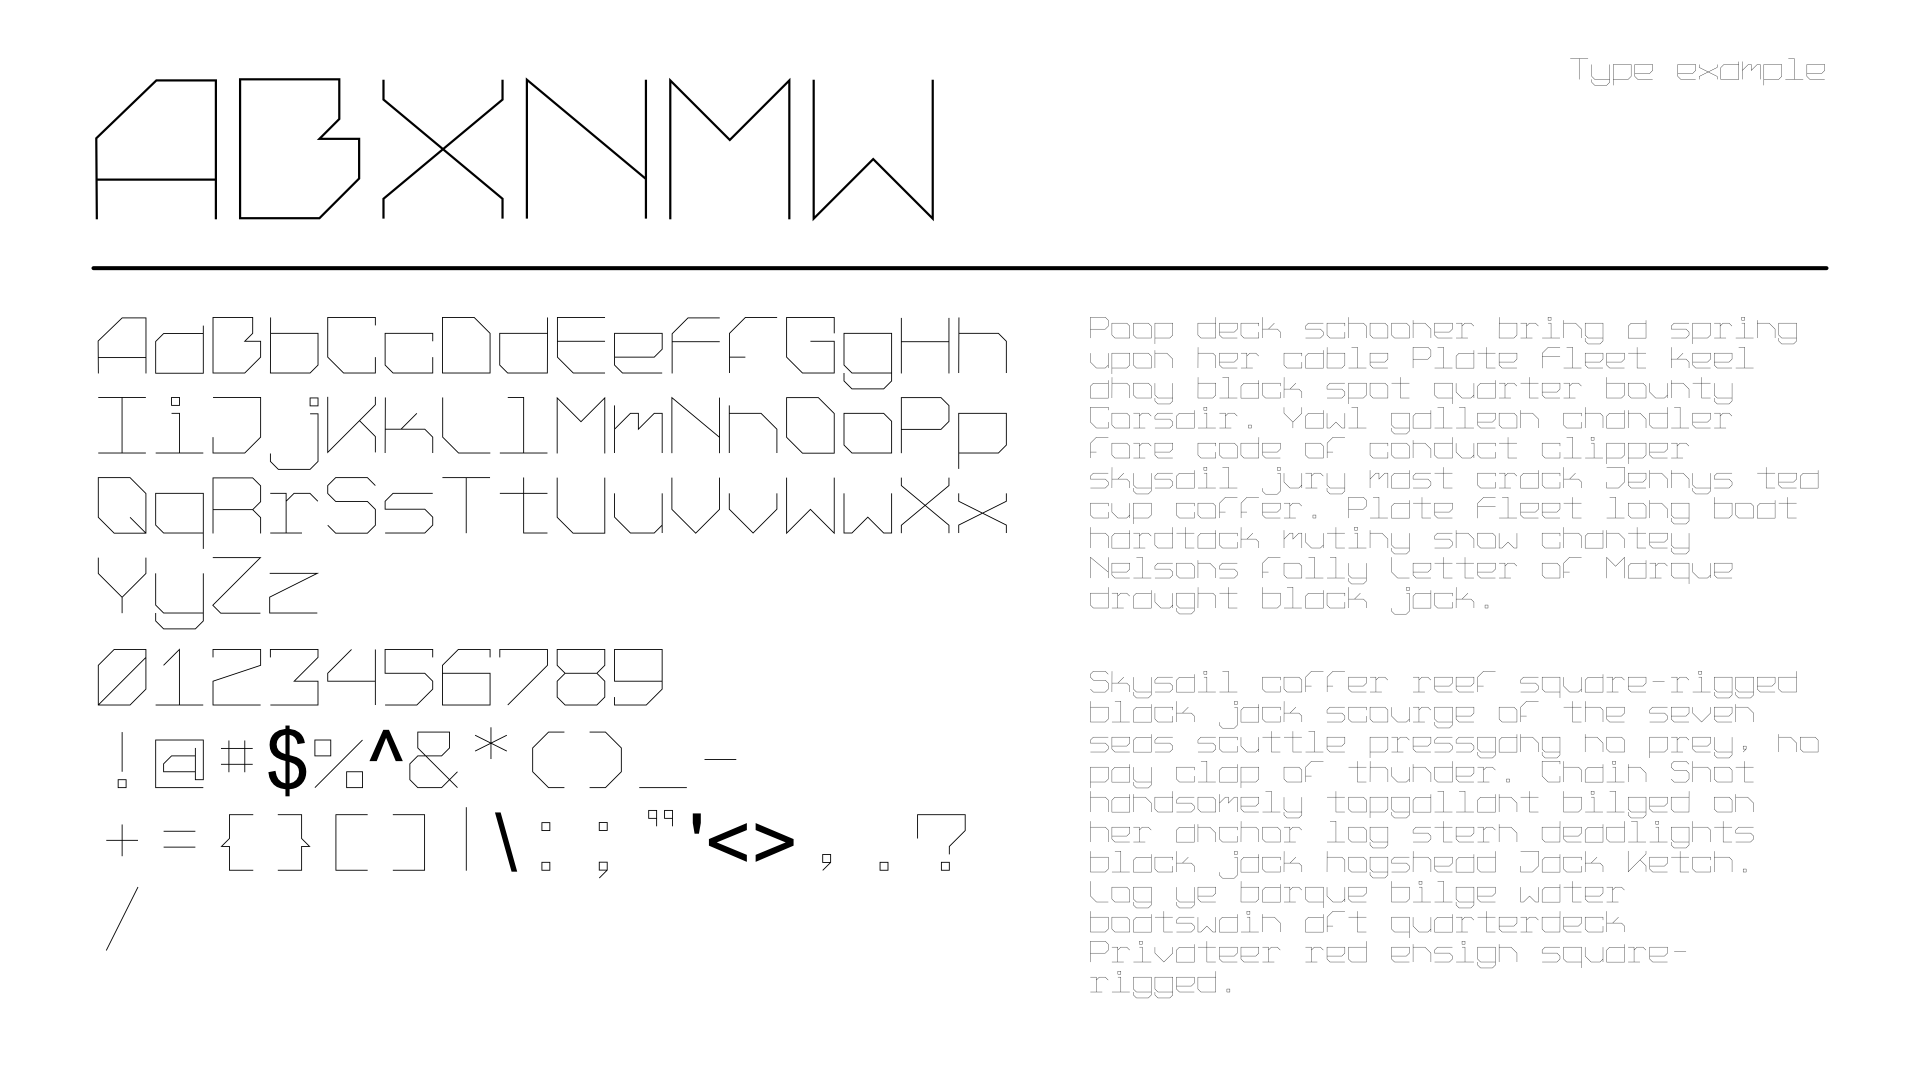 ABXNMW
Type example
AaBbCcDdEeFfGgHh
IiJjKkLlMmNnOoPp
QqRrSsTtUuVvWwXx
YyZz
0123456789
!@#$%^&*()_-
+={}[]|\:;"'<>,.?
/
Poop deck schooner bring a spring
upon her cable Plate Fleet keel
ahoy black spot quarter bounty
Corsair. Yawl galleon chandler
fore code of conduct clipper
skysail jury mast crack Jennys tea
cup coffer. Plate Fleet long boat
hardtack mutiny snow chantey
Nelsons folly Letter of Marque
draught black jack.
Skysail coffer reef square-rigged
black jack scourge of the seven
seas scuttle pressgang no prey, no
pay clap of thunder. Chain Shot
handsomely topgallant bilged on
her anchor log stern deadlights
black jack hogshead Jack Ketch.
Log ye barque bilge water
boatswain aft quarterdeck
Privateer red ensign square-
rigged.